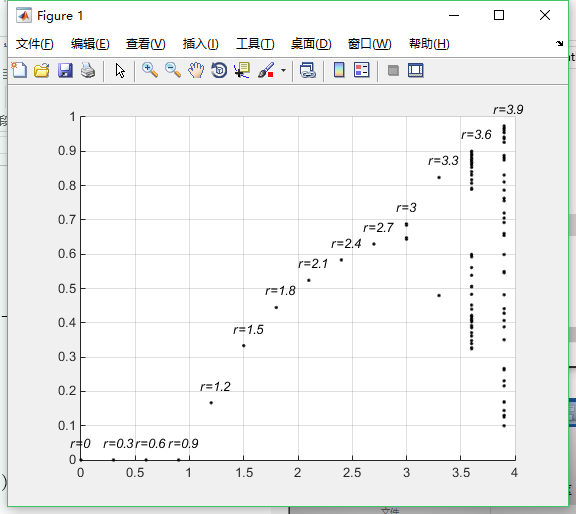 Figure 1
文件(F) 编辑(E) 查看(V) 插入(I) 工具(T) 桌面(D) 窗口(W) 帮助(H)
r=3.9
1
r=3.6
0.9
r=3.3
0.8
0.7
r=3
r=2.7
0.6
r=2.4
r=2.1
0.5
r=1.8
0.4
r=1.5
0.3
0.2
r=1.2
0.1
r=0 r=0.3 r=0.6 r=0.9
0
0 0.5 1 1.5 2 2.5 3 3.5 4
段
nt
)
文件